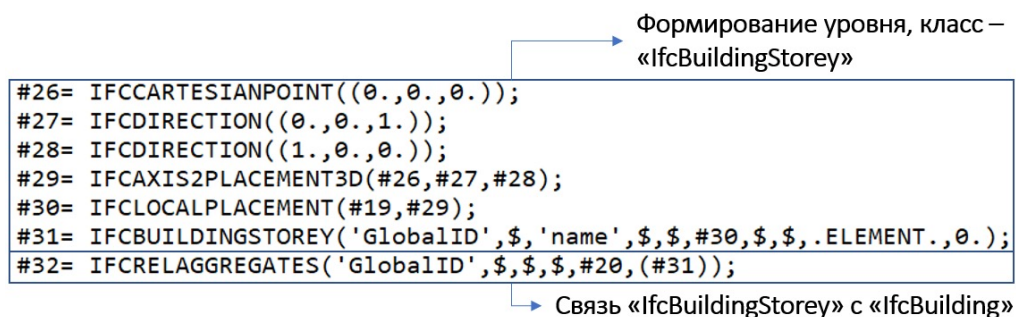 Формирование уровня, класс –
«IfcBuildingStorey»
#26= IFCCARTESIANPOINT((0.,0.,0.));
#27= IFCDIRECTION((0.,0.,1.));
#28= IFCDIRECTION((1.,0.,0.));
#29= IFCAXIS2PLACEMENT3D(#26,#27,#28);
#30= IFCLOCALPLACEMENT(#19,#29);
#31= IFCBUILDINGSTOREY('GlobalID',$,'name',$,$,#30,$,$,.ELEMENT.,0.);
#32= IFCRELAGGREGATES('GlobalID',$,$,$,#20,(#31));
Связь «IfcBuildingStorey» с «IfcBuilding»